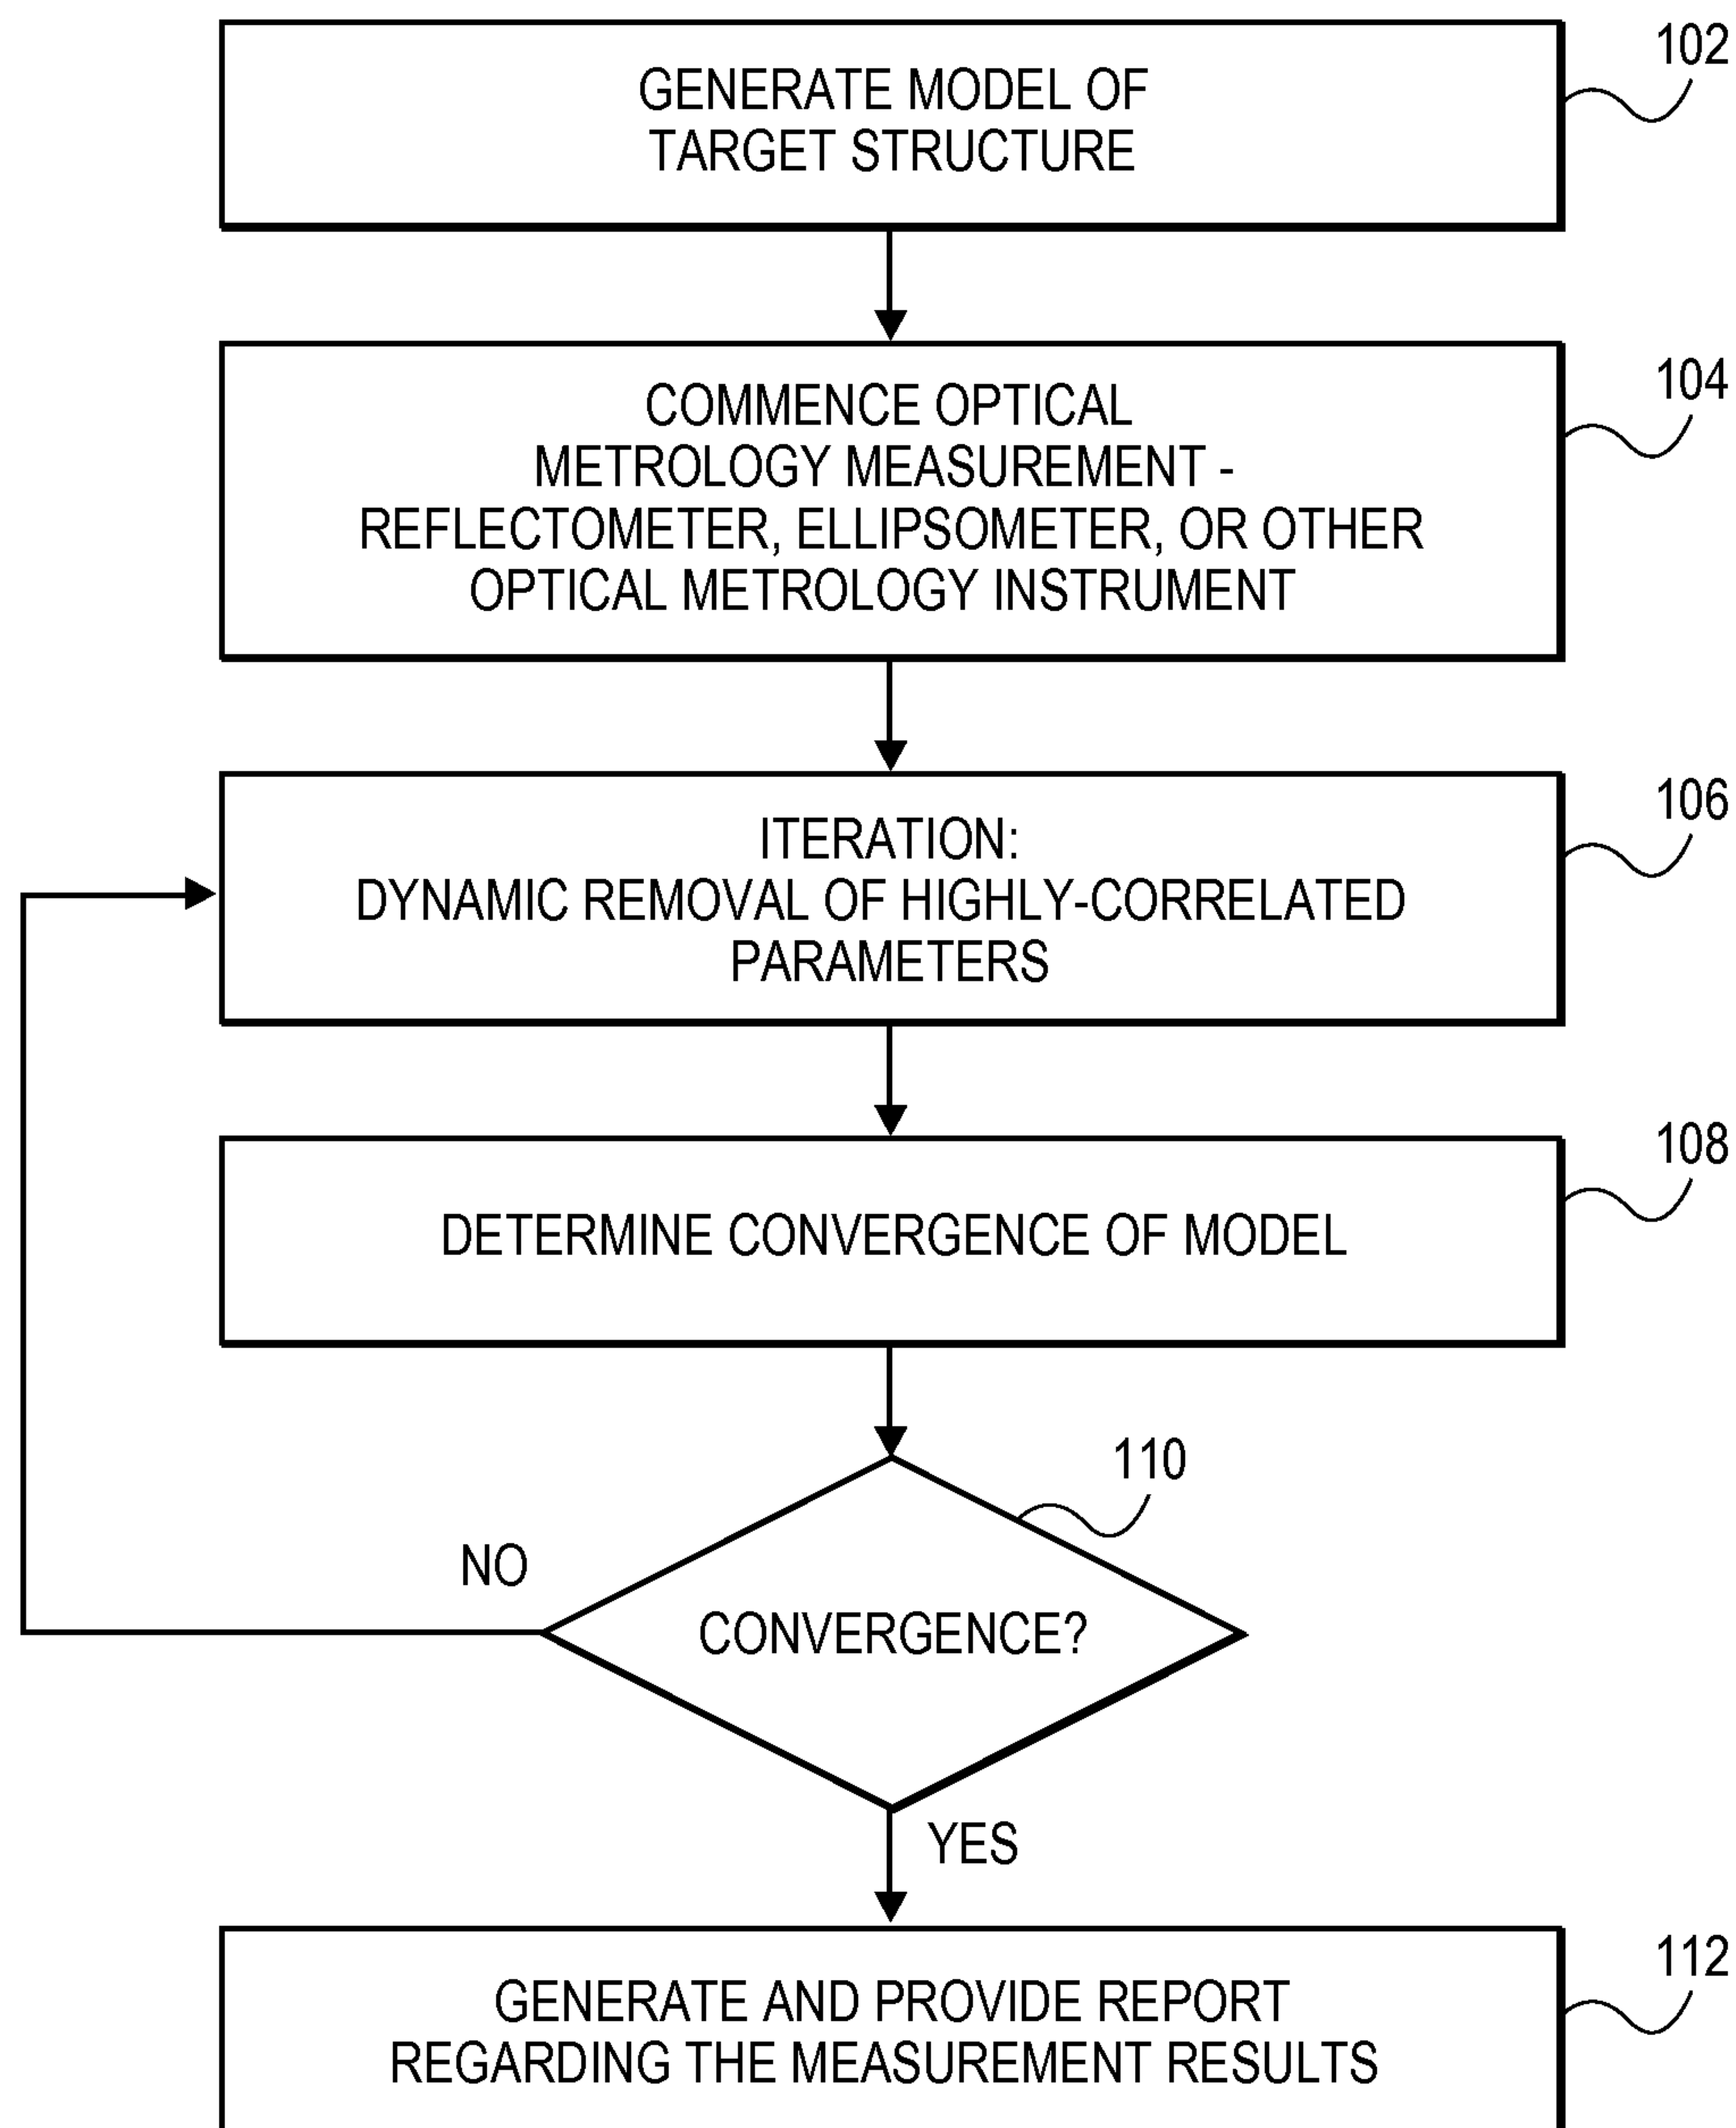 102
GENERATE MODEL OF
TARGET STRUCTURE
104
COMMENCE OPTICAL
METROLOGY MEASUREMENT -
REFLECTOMETER, ELLIPSOMETER, OR OTHER
OPTICAL METROLOGY INSTRUMENT
106
ITERATION:
DYNAMIC REMOVAL OF HIGHLY-CORRELATED
PARAMETERS
108
DETERMINE CONVERGENCE OF MODEL
110
NO
CONVERGENCE?
YES
112
GENERATE AND PROVIDE REPORT
REGARDING THE MEASUREMENT RESULTS